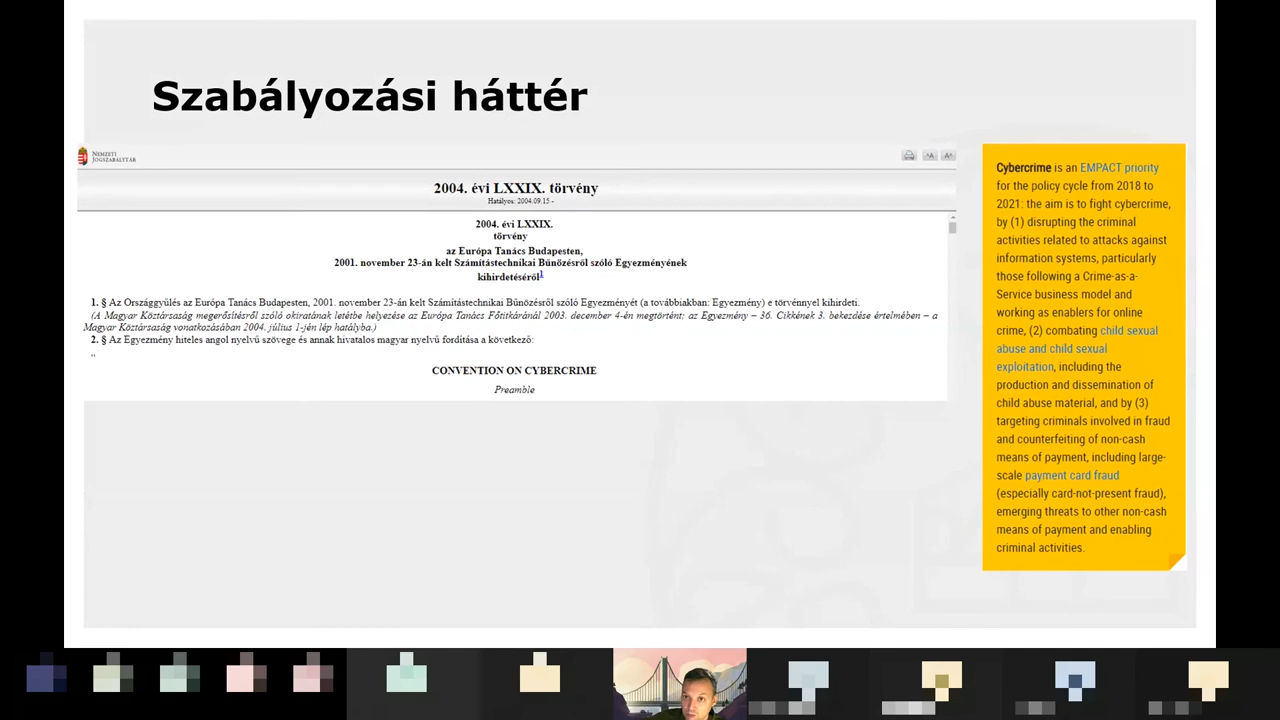 Szabályozási háttér
NEMZETI
JOGSZABÁLYTÁR
2004. évi LXXIX. törvény
Hatályos: 2004.09.15 -
2004. évi LXXIX.
törvény
az Európa Tanács Budapesten,
2001. november 23-án kelt Számítástechnikai Bűnözésről szóló Egyezményének
kihirdetéséről1
1. § Az Országgyűlés az Európa Tanács Budapesten, 2001. november 23-án kelt Számítástechnikai Bűnözésről szóló Egyezményét (a továbbiakban: Egyezmény) e törvénnyel kihirdeti.
(A Magyar Köztársaság megerősítésről szóló okiratának letétbe helyezése az Európa Tanács Főtitkáránál 2003. december 4-én megtörtént; az Egyezmény – 36. Cikkének 3. bekezdése értelmében – a
Magyar Köztársaság vonatkozásában 2004. július 1-jén lép hatályba.)
2. § Az Egyezmény hiteles angol nyelvű szövege és annak hivatalos magyar nyelvű fordítása a következő:
„
CONVENTION ON CYBERCRIME
Preamble
Cybercrime is an EMPACT priority
for the policy cycle from 2018 to
2021: the aim is to fight cybercrime,
by (1) disrupting the criminal
activities related to attacks against
information systems, particularly
those following a Crime-as-a-
Service business model and
working as enablers for online
crime, (2) combating child sexual
abuse and child sexual
exploitation, including the
production and dissemination of
child abuse material, and by (3)
targeting criminals involved in fraud
and counterfeiting of non-cash
means of payment, including large-
scale payment card fraud
(especially card-not-present fraud),
emerging threats to other non-cash
means of payment and enabling
criminal activities.